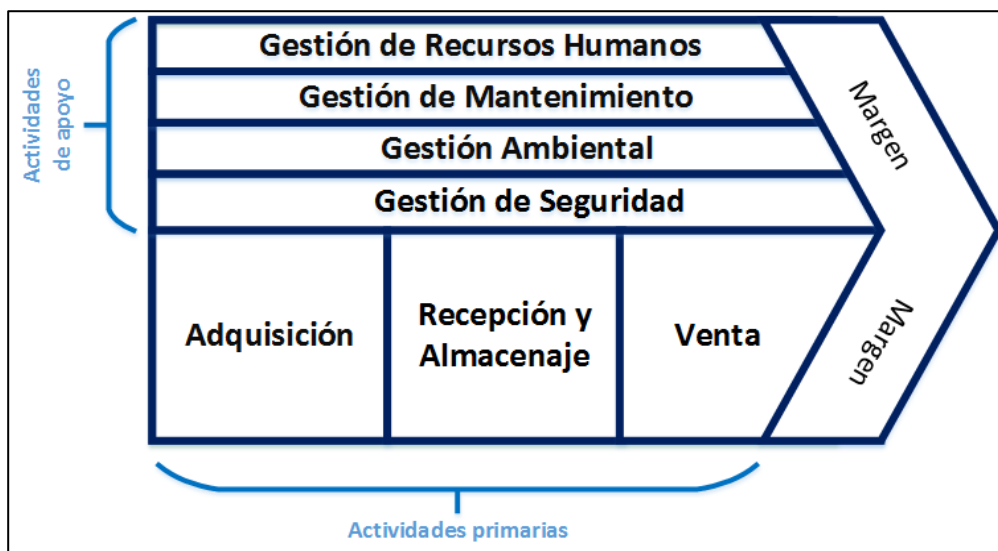 Gestión de Recursos Humanos
Gestión de Mantenimiento
Gestión Ambiental
Gestión de Seguridad
Actividades
de apoyo
Adquisición
Recepción y
Almacenaje
Venta
Margen
Margen
Actividades primarias